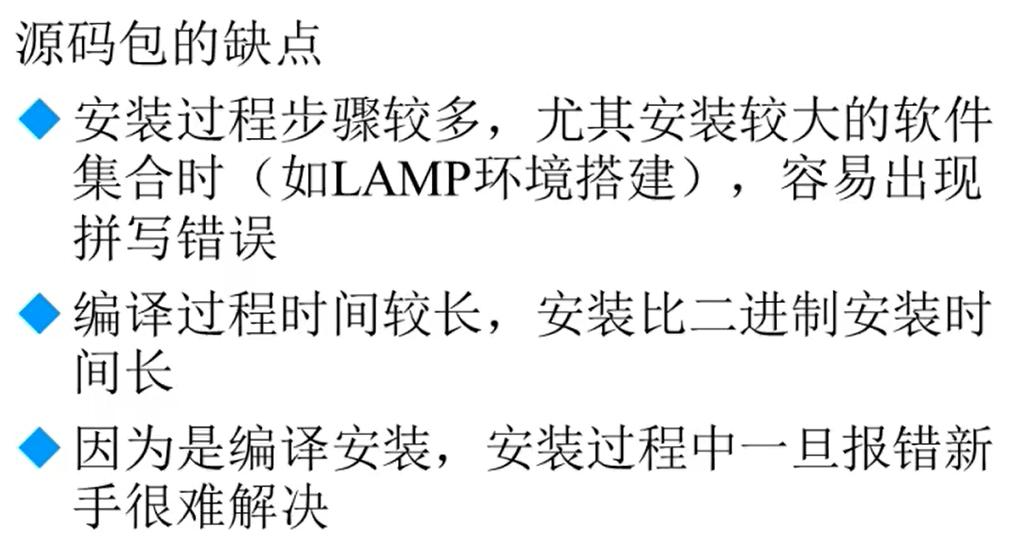 源码包的缺点
安装过程步骤较多，尤其安装较大的软件
集合时（如LAMP环境搭建），容易出现
拼写错误
编译过程时间较长，安装比二进制安装时
间长
因为是编译安装，安装过程中一旦报错新
手很难解决